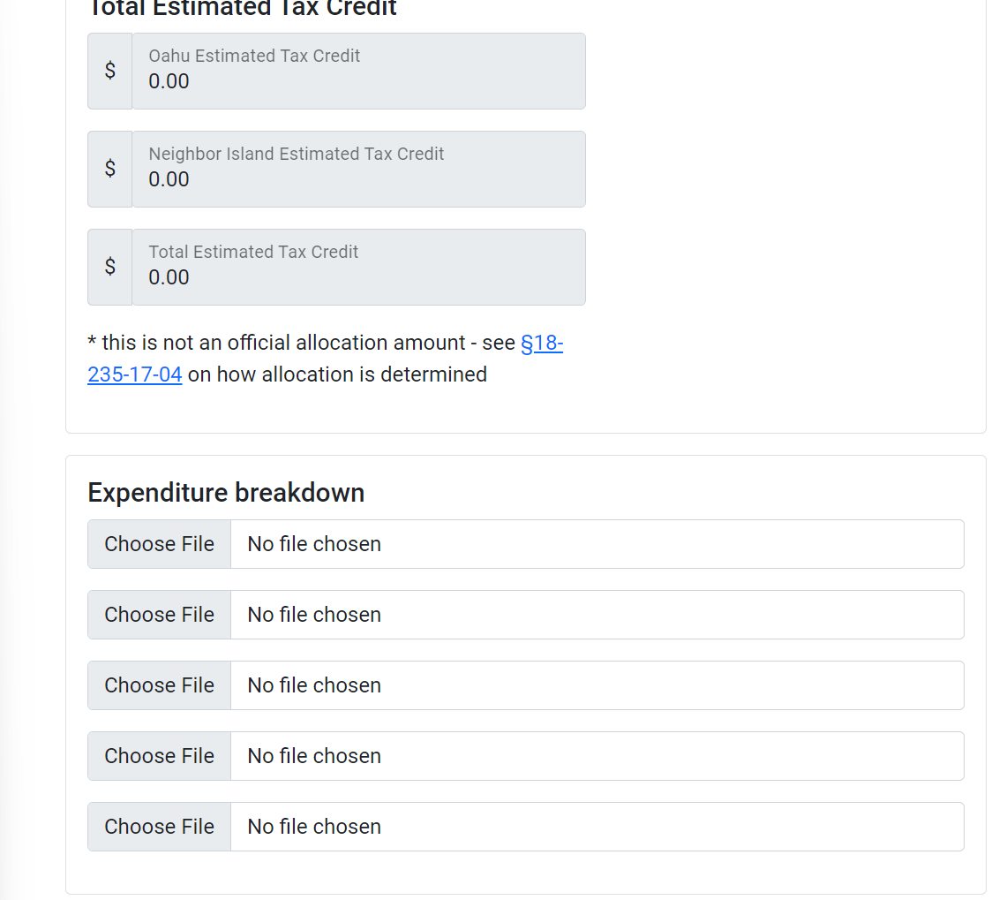 Total Estimated Tax Credit
$
Oahu Estimated Tax Credit
0.00
$
Neighbor Island Estimated Tax Credit
0.00
$
Total Estimated Tax Credit
0.00
* this is not an official allocation amount - see §18-
235-17-04 on how allocation is determined
Expenditure breakdown
Choose File No file chosen
Choose File No file chosen
Choose File No file chosen
Choose File No file chosen
Choose File No file chosen